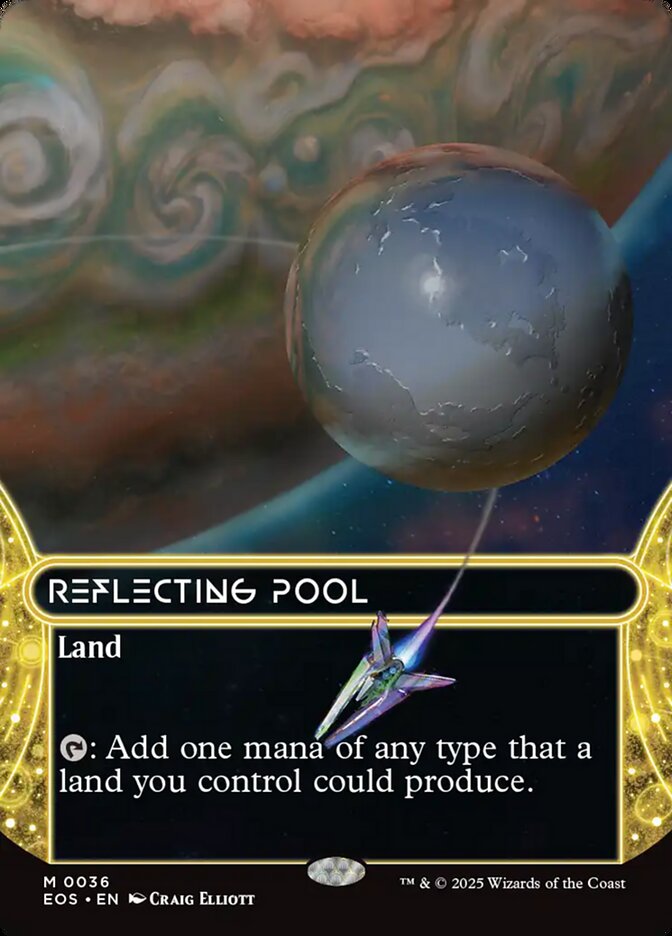 REFLECTING POOL
Land
: Add one mana of any type that a
land you control could produce.
M 0036
EOS • EN Craig Elliott
™ & © 2025 Wizards of the Coast